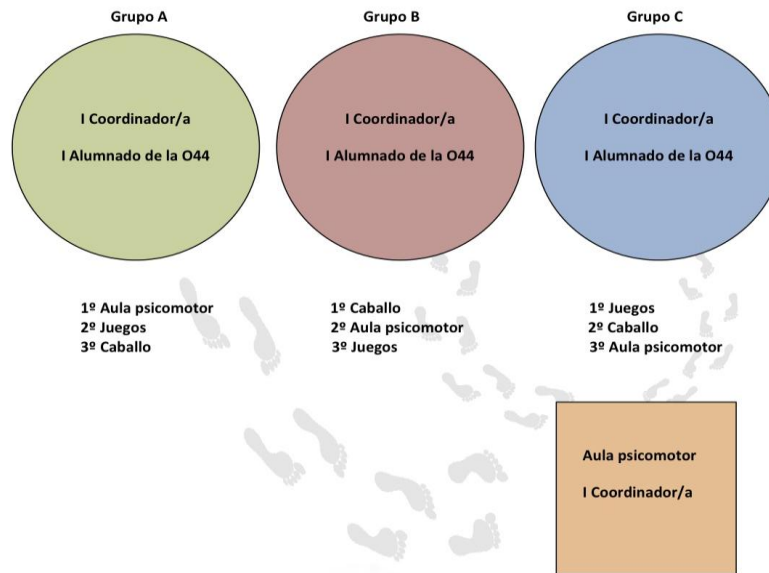 Grupo A
Grupo B
Grupo C
I Coordinador/a
I Alumnado de la O44
I Coordinador/a
I Alumnado de la O44
I Coordinador/a
I Alumnado de la O44
1º Aula psicomotor
2º Juegos
3º Caballo
1º Caballo
2º Aula psicomotor
3º Juegos
1º Juegos
2º Caballo
3º Aula psicomotor
Aula psicomotor
I Coordinador/a